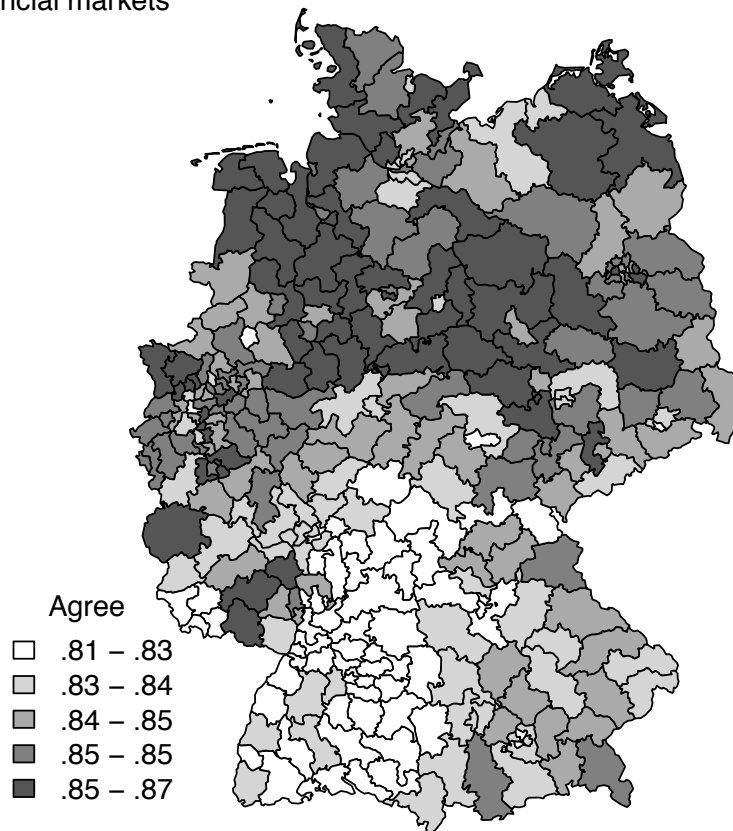 ncial markets
Agree
.81 – .83
.83 – .84
.84 – .85
.85 – .85
.85 – .87